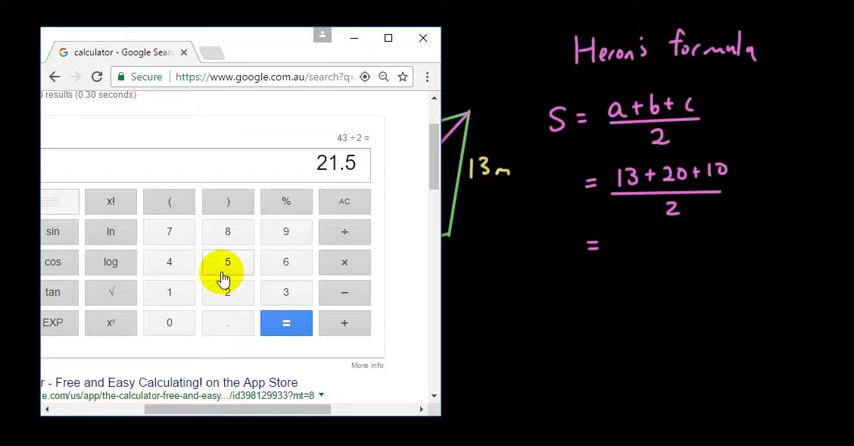 calculator - Google Sear
Secure https://www.google.com.au/search?q=
0 results (0.30 seconds)
43 ÷ 2 =
21.5
x! ( ) % AC
sin ln 7 8 9 ÷
cos log 4 5 6 ×
tan √ 1 2 3 −
EXP xʸ 0 . = +
More info
r - Free and Easy Calculating! on the App Store
e.com/us/app/the-calculator-free-and-easy.../id398129933?mt=8
Heron's formula
S = a+b+c
2
13m
= 13+20+10
2
=